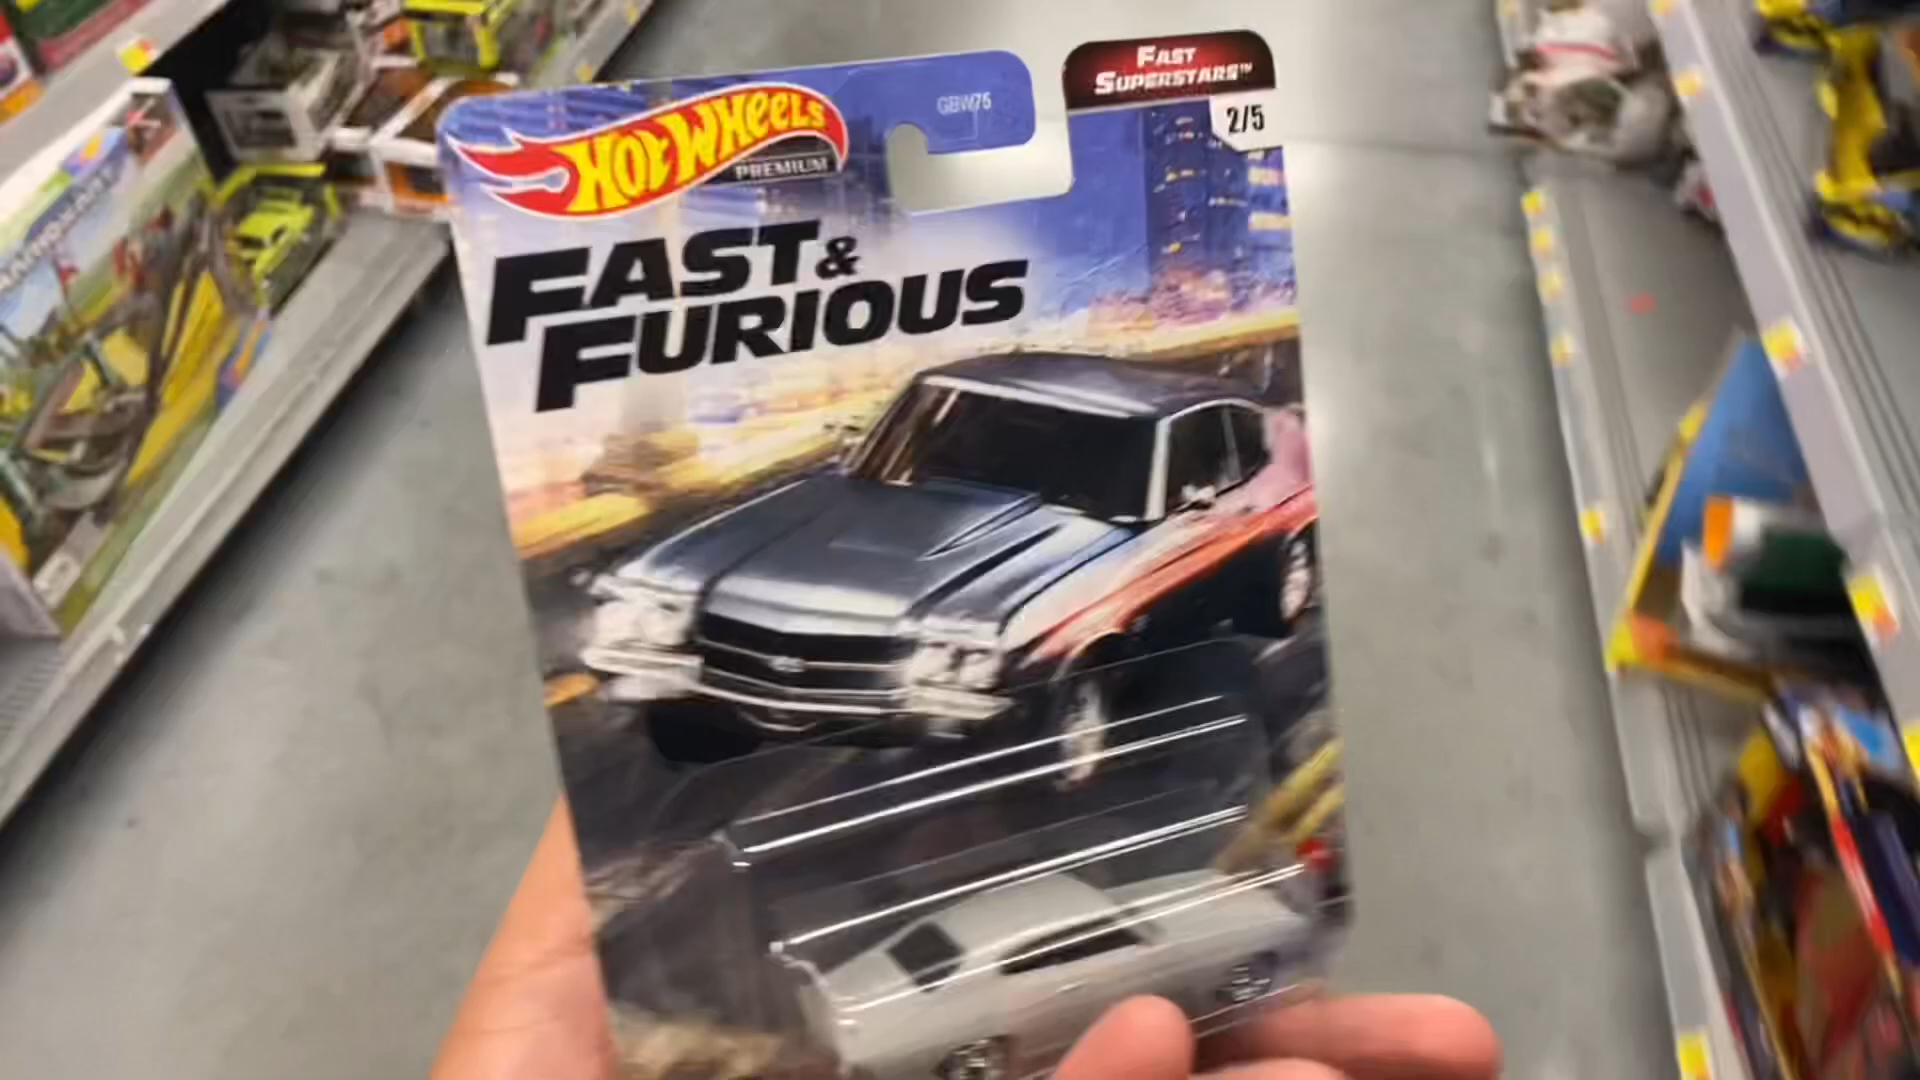 HOT WHEELS
PREMIUM
GBW75
FAST SUPERSTARS™
2/5
FAST &
FURIOUS